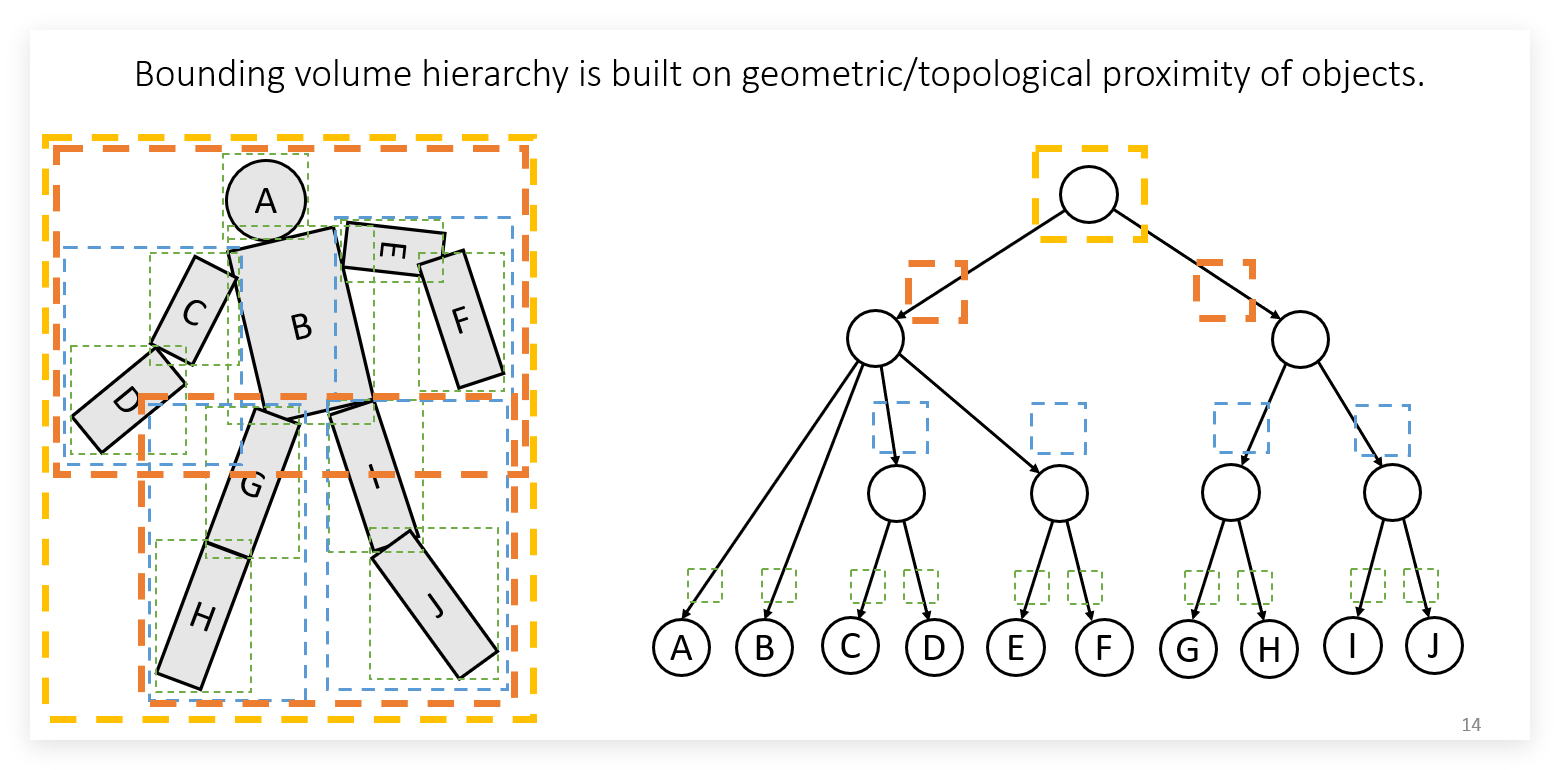 Bounding volume hierarchy is built on geometric/topological proximity of objects.
A
E
C
B
F
D
G
I
H
J
A B C D E F G H I J
14